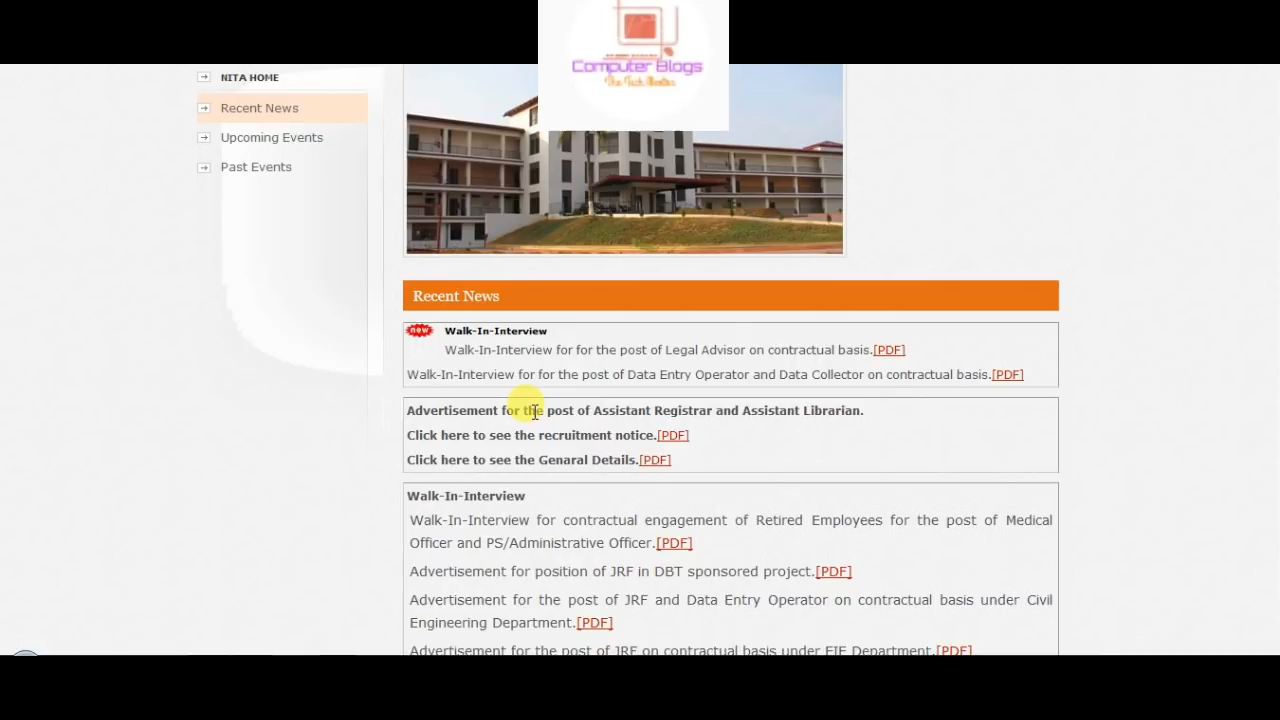 Computer Blogs
The Tech Media
NITA HOME
Recent News
Upcoming Events
Past Events
Recent News
new
Walk-In-Interview
Walk-In-Interview for for the post of Legal Advisor on contractual basis.[PDF]
Walk-In-Interview for for the post of Data Entry Operator and Data Collector on contractual basis.[PDF]
Advertisement for the post of Assistant Registrar and Assistant Librarian.
Click here to see the recruitment notice.[PDF]
Click here to see the Genaral Details.[PDF]
Walk-In-Interview
Walk-In-Interview for contractual engagement of Retired Employees for the post of Medical
Officer and PS/Administrative Officer.[PDF]
Advertisement for position of JRF in DBT sponsored project.[PDF]
Advertisement for the post of JRF and Data Entry Operator on contractual basis under Civil
Engineering Department.[PDF]
Advertisement for the post of JRF on contractual basis under EIE Department.[PDF]